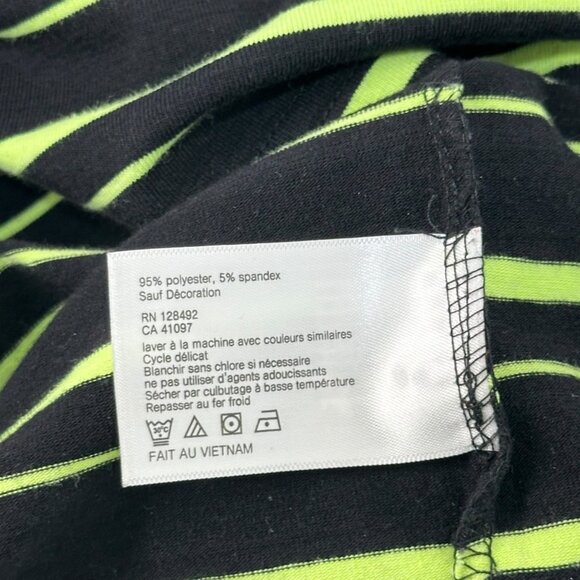 95% polyester, 5% spandex
Sauf Décoration
RN 128492
CA 41097
laver à la machine avec couleurs similaires
Cycle délicat
Blanchir sans chlore si nécessaire
ne pas utiliser d'agents adoucissants
Sécher par culbutage à basse température
Repasser au fer froid
30°C
FAIT AU VIETNAM